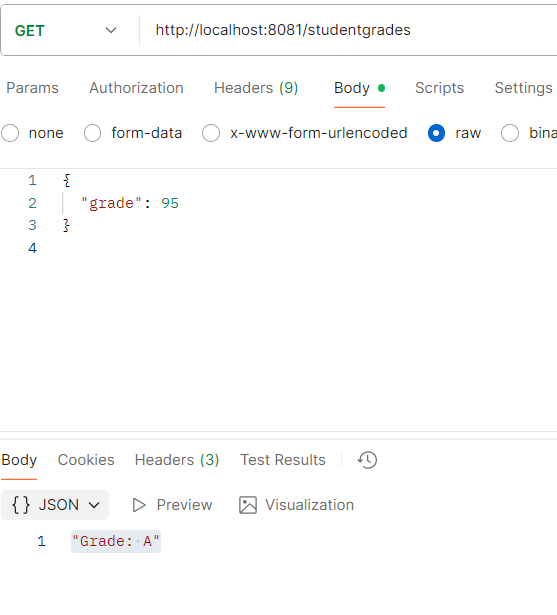 GET http://localhost:8081/studentgrades
Params Authorization Headers (9) Body Scripts Settings
none form-data x-www-form-urlencoded raw bina
1 {
2 "grade": 95
3 }
4
Body Cookies Headers (3) Test Results
{} JSON Preview Visualization
1 "Grade: A"